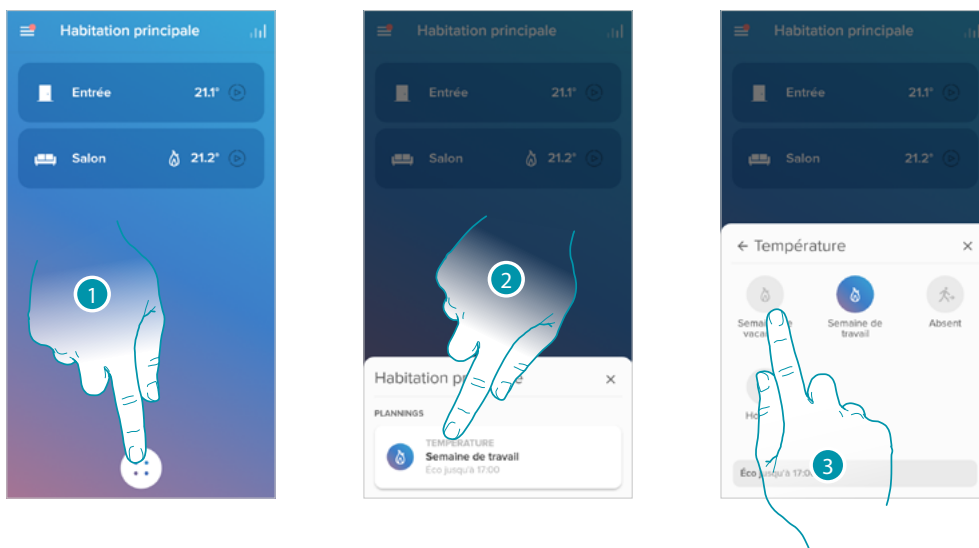 Habitation principale
Entrée 21.1°
Salon 21.2°
1
Habitation principale
Entrée 21.1°
Salon 21.2°
2
Habitation
PLANNINGS
TEMPÉRATURE
Semaine de travail
Éco jusqu'à 17:00
Habitation principale
Entrée 21.1°
Salon 21.2°
Température
Semaine de
travail
Absent
Éco jusqu'à 17:0
3